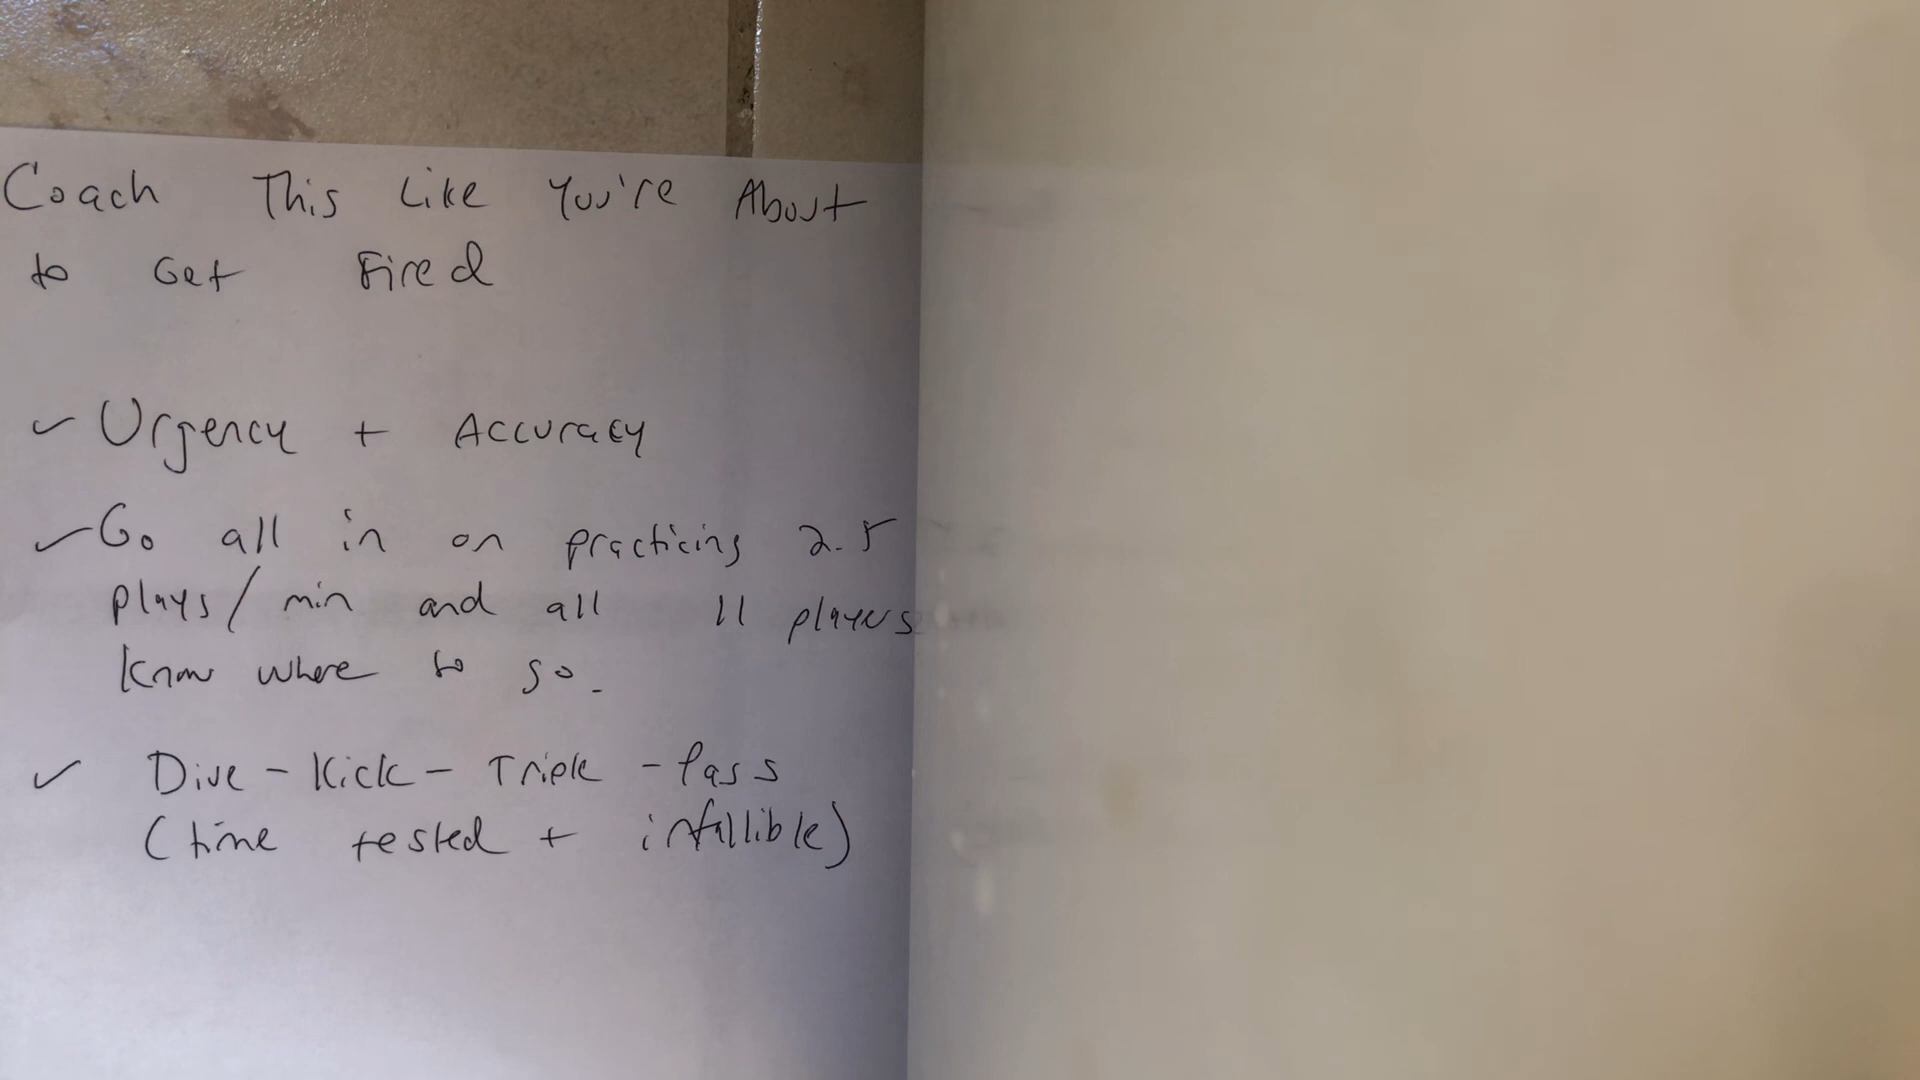 Coach This Like You're About
to Get Fired
✓ Urgency + Accuracy
✓ Go all in on practicing 2.5
plays/min and all 11 players
know where to go.
✓ Dive - Kick - Triple - Pass
(time tested + infallible)